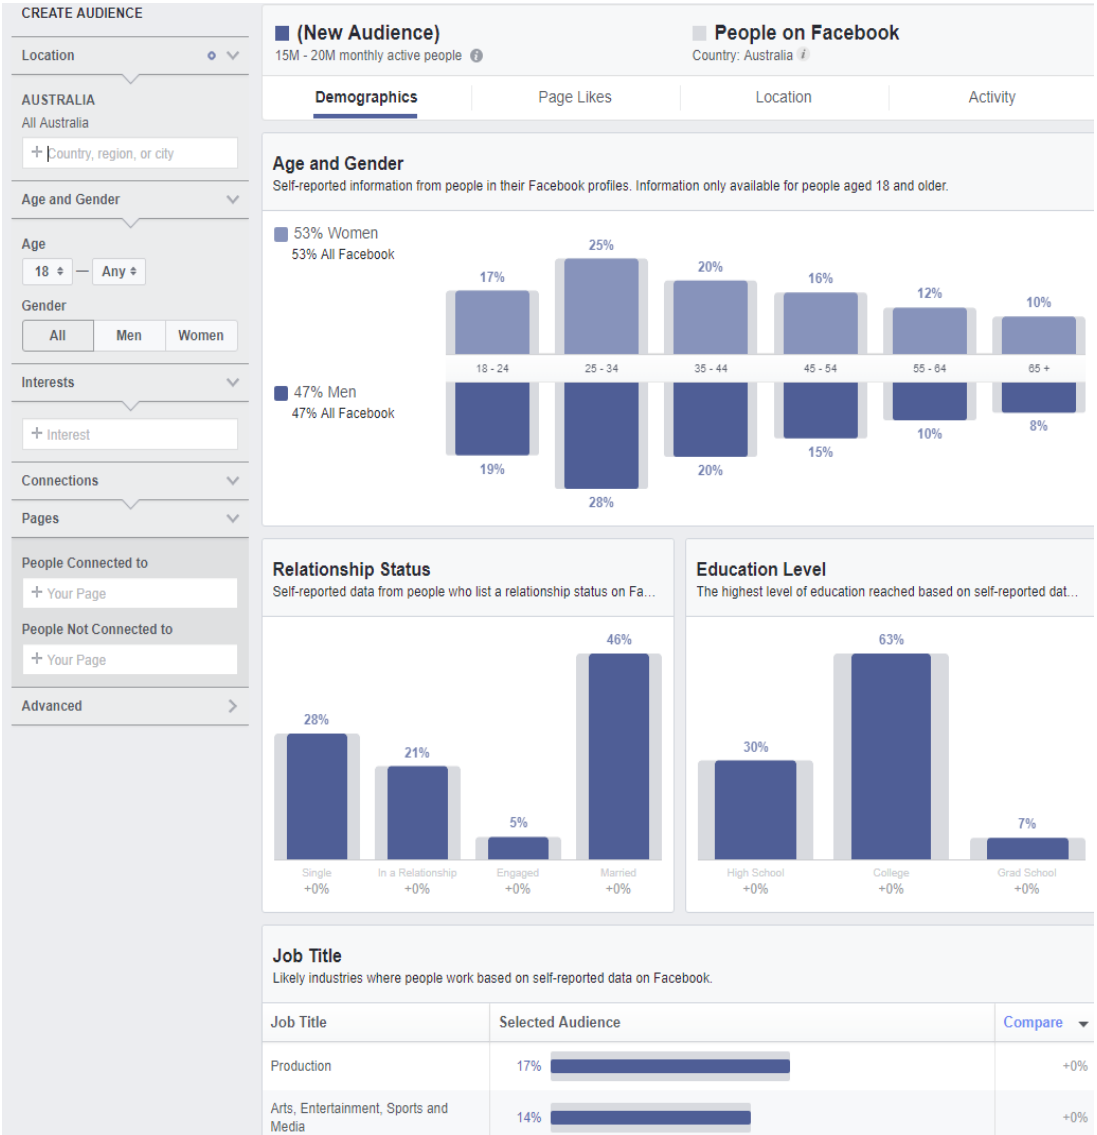 CREATE AUDIENCE
Location
AUSTRALIA
All Australia
+ Country, region, or city
Age and Gender
Age
18 — Any
Gender
All Men Women
Interests
+ Interest
Connections
Pages
People Connected to
+ Your Page
People Not Connected to
+ Your Page
Advanced
(New Audience)
15M - 20M monthly active people i
People on Facebook
Country: Australia i
Demographics Page Likes Location Activity
Age and Gender
Self-reported information from people in their Facebook profiles. Information only available for people aged 18 and older.
53% Women
53% All Facebook
17% 25% 20% 16% 12% 10%
18 - 24 25 - 34 35 - 44 45 - 54 55 - 64 65 +
47% Men
47% All Facebook
19% 28% 20% 15% 10% 8%
Relationship Status
Self-reported data from people who list a relationship status on Fa...
28% 21% 5% 46%
Single In a Relationship Engaged Married
+0% +0% +0% +0%
Education Level
The highest level of education reached based on self-reported dat...
30% 63% 7%
High School College Grad School
+0% +0% +0%
Job Title
Likely industries where people work based on self-reported data on Facebook.
Job Title Selected Audience Compare
Production 17% +0%
Arts, Entertainment, Sports and
Media 14% +0%